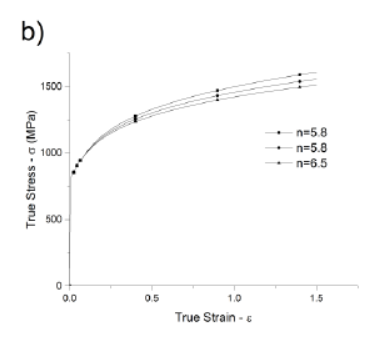 b)
1500
1000
500
0
True Stress - σ (MPa)
n=5.8
n=5.8
n=6.5
0.0 0.5 1.0 1.5
True Strain - ε